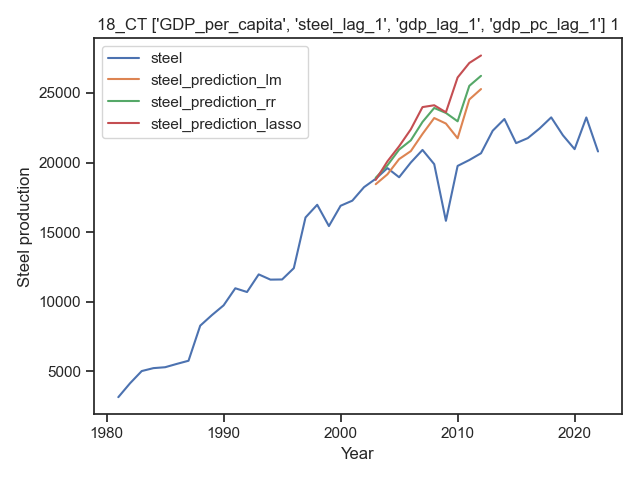 18_CT ['GDP_per_capita', 'steel_lag_1', 'gdp_lag_1', 'gdp_pc_lag_1'] 1
steel
steel_prediction_lm
steel_prediction_rr
steel_prediction_lasso
Steel production
25000
20000
15000
10000
5000
1980
1990
2000
2010
2020
Year